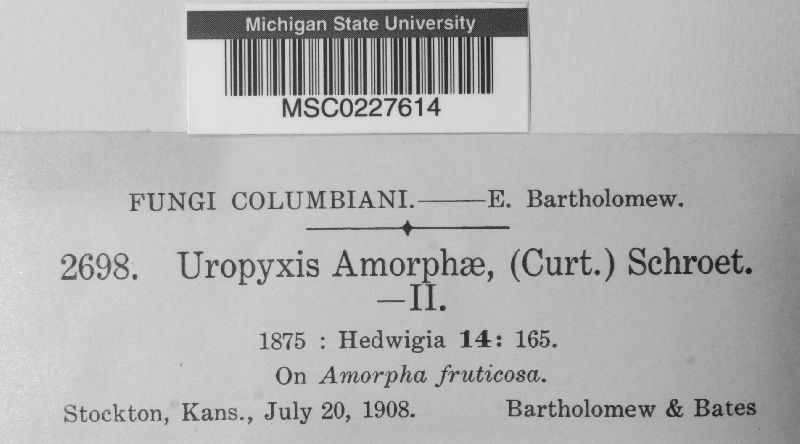 Michigan State University
MSC0227614
FUNGI COLUMBIANI.——E. Bartholomew.
2698. Uropyxis Amorphæ, (Curt.) Schroet.
—II.
1875 : Hedwigia 14: 165.
On Amorpha fruticosa.
Stockton, Kans., July 20, 1908. Bartholomew & Bates